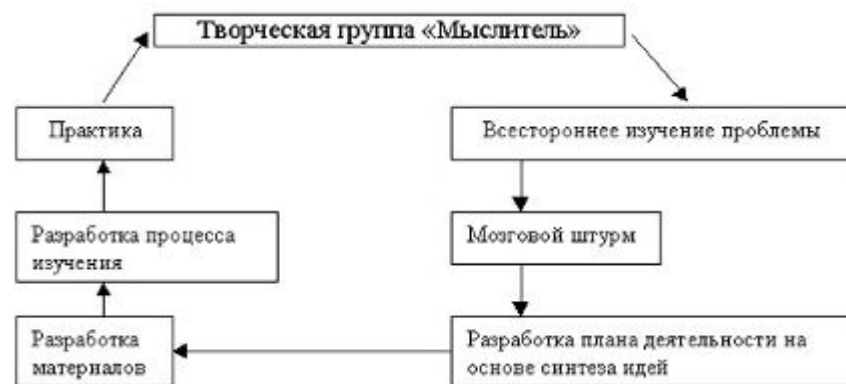 Творческая группа «Мыслитель»
Практика
Всестороннее изучение проблемы
Разработка процесса
изучения
Мозговой штурм
Разработка
материалов
Разработка плана деятельности на
основе синтеза идей